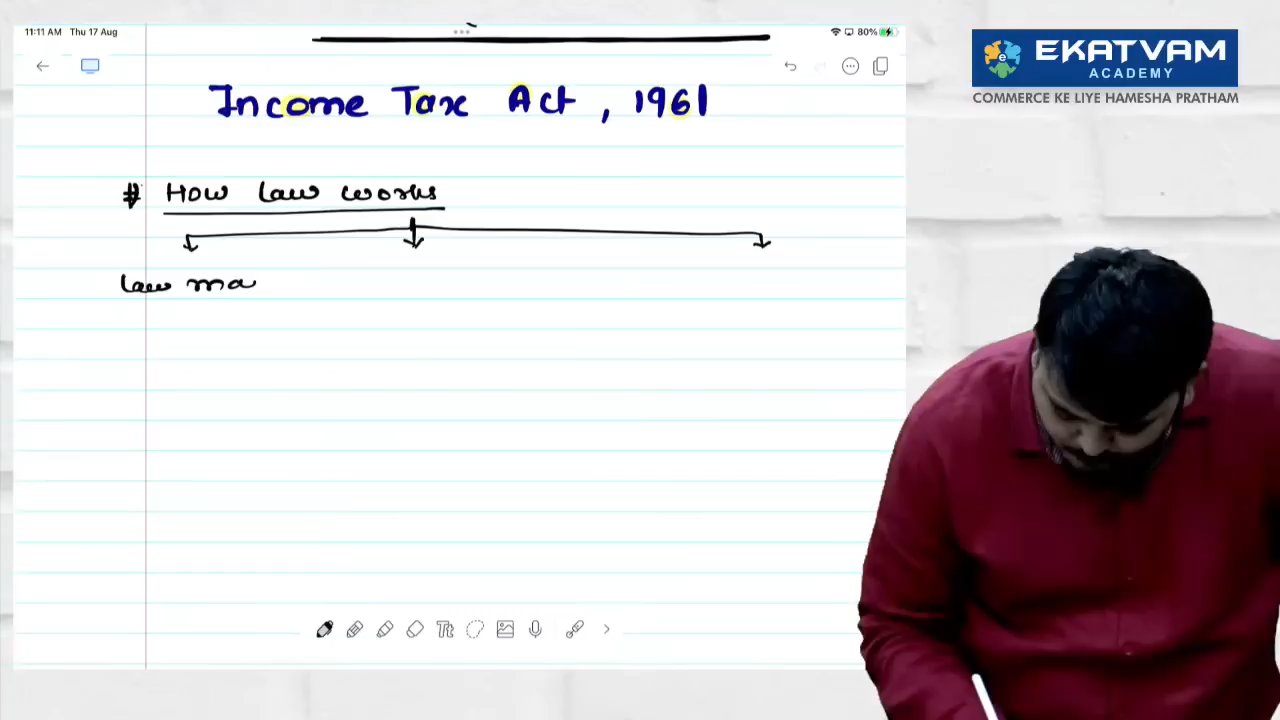 11:11 AM Thu 17 Aug
80%
EKATVAM
ACADEMY
COMMERCE KE LIYE HAMESHA PRATHAM
Income Tax Act, 1961
# How law works
law ma
Tt